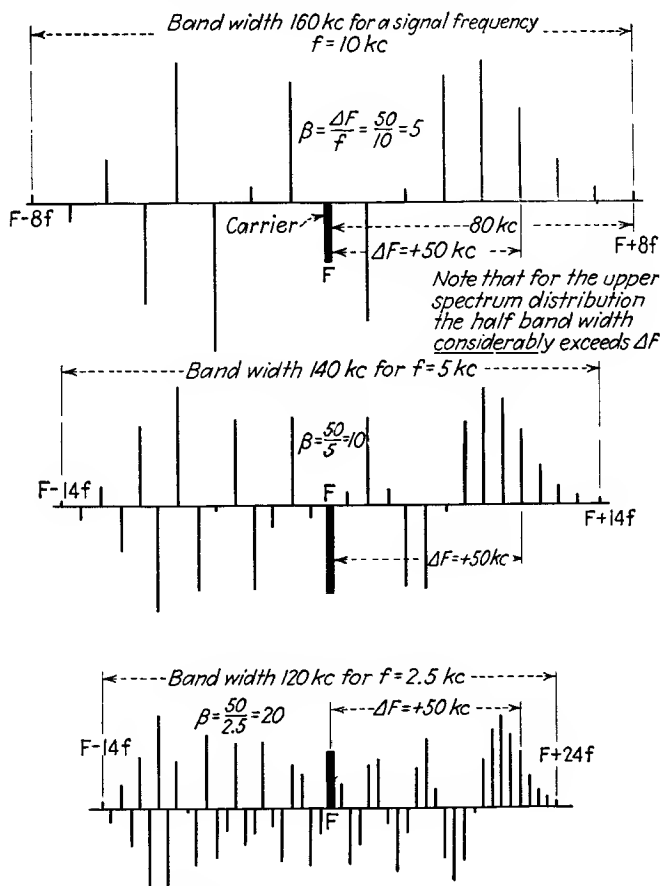 Band width 160 kc for a signal frequency
f = 10 kc
β = ΔF/f = 50/10 = 5
F-8f
Carrier
80 kc
F+8f
ΔF=+50 kc
F
Note that for the upper
spectrum distribution
the half band width
considerably exceeds ΔF
Band width 140 kc for f=5 kc
β=50/5=10
F-14f
F
F+14f
ΔF=+50kc
Band width 120 kc for f=2.5 kc
β=50/2.5=20
ΔF=+50 kc
F-14f
F+24f
F